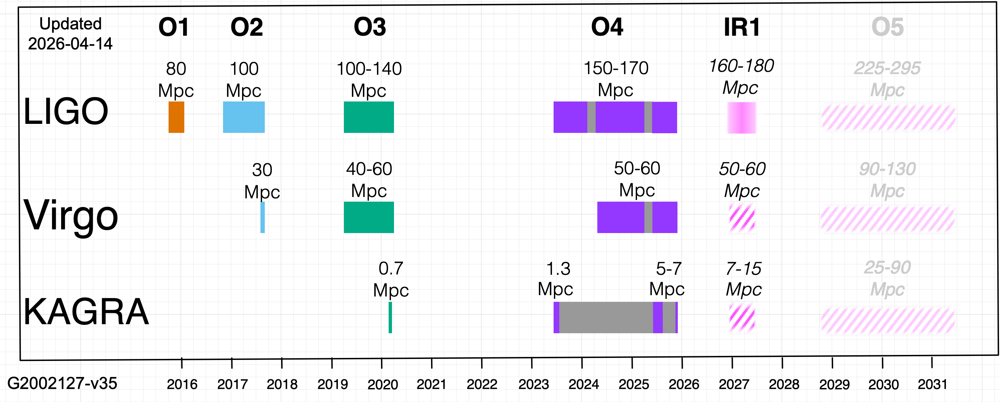 Updated
2026-04-14
O1
O2
O3
O4
IR1
O5
LIGO
80
Mpc
100
Mpc
100-140
Mpc
150-170
Mpc
160-180
Mpc
225-295
Mpc
Virgo
30
Mpc
40-60
Mpc
50-60
Mpc
50-60
Mpc
90-130
Mpc
KAGRA
0.7
Mpc
1.3
Mpc
5-7
Mpc
7-15
Mpc
25-90
Mpc
G2002127-v35
2016
2017
2018
2019
2020
2021
2022
2023
2024
2025
2026
2027
2028
2029
2030
2031